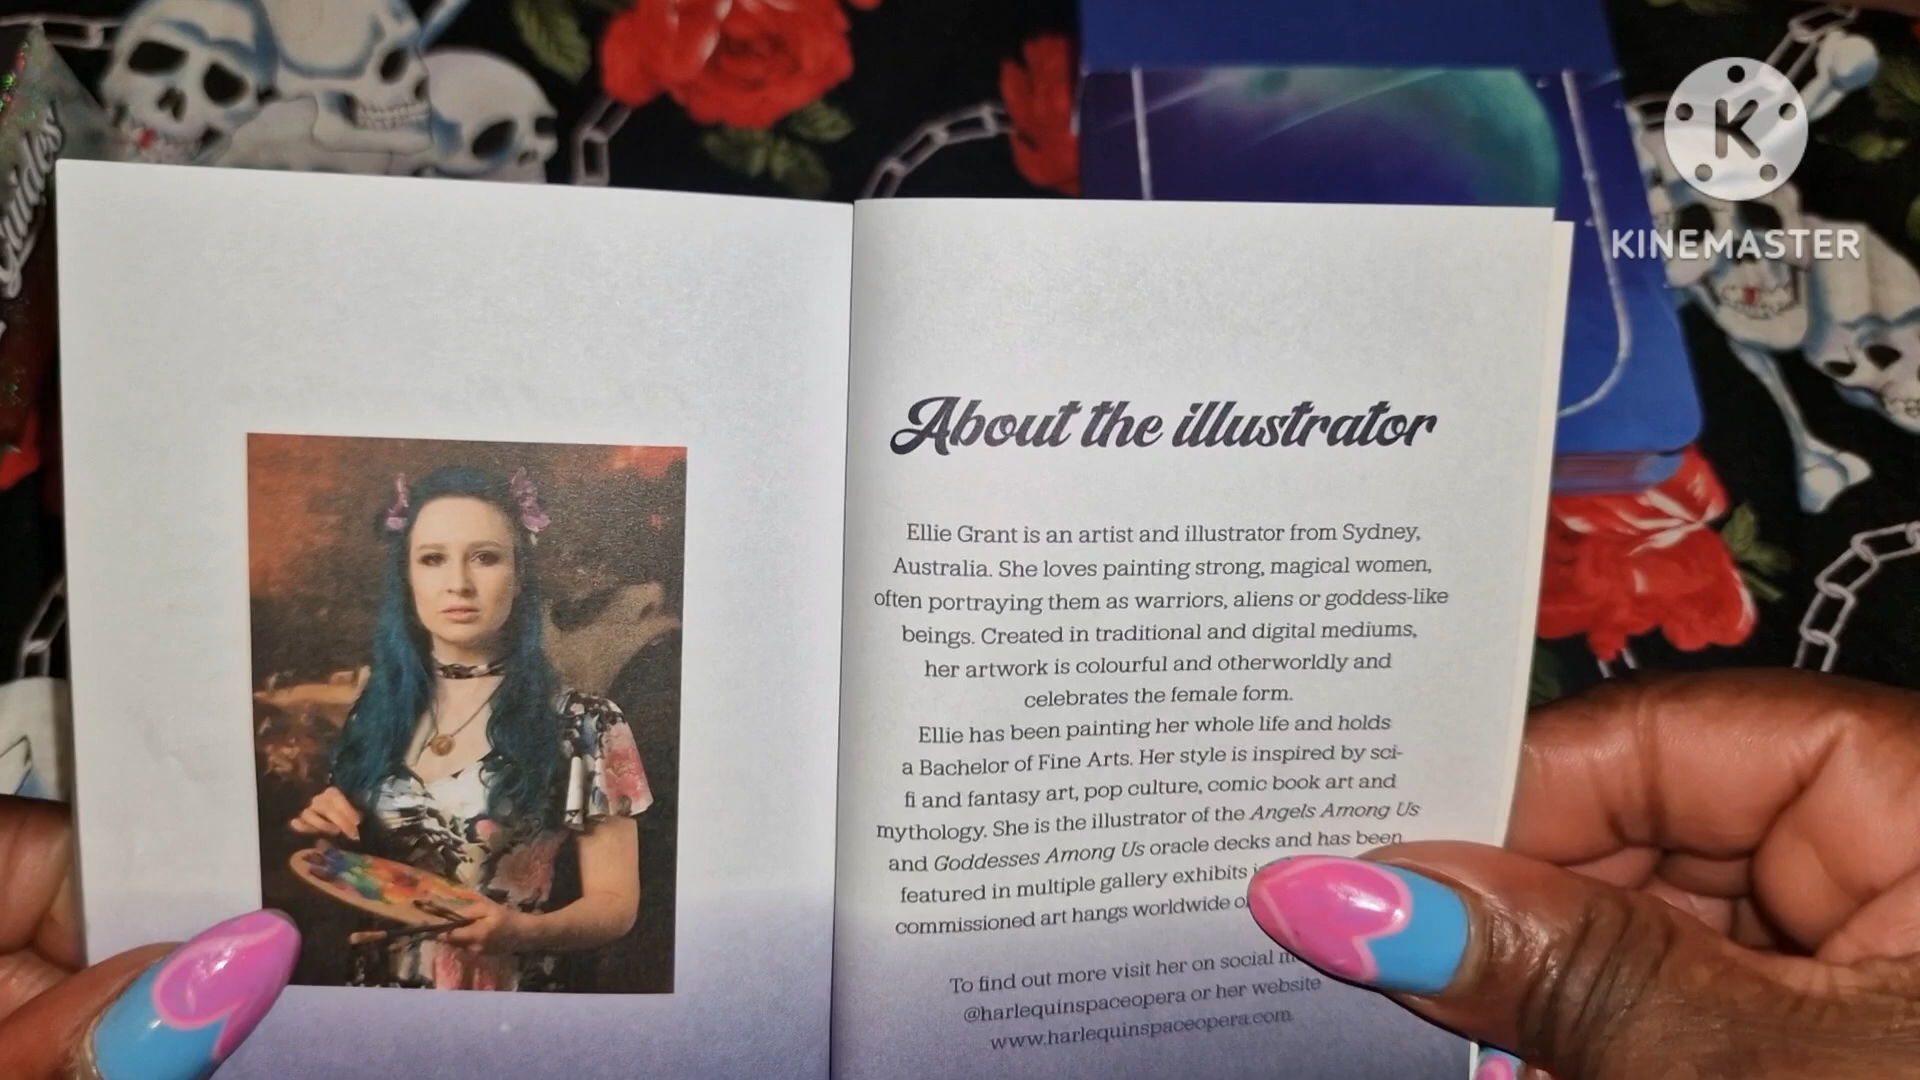 Guides
KINEMASTER
About the illustrator
Ellie Grant is an artist and illustrator from Sydney,
Australia. She loves painting strong, magical women,
often portraying them as warriors, aliens or goddess-like
beings. Created in traditional and digital mediums,
her artwork is colourful and otherworldly and
celebrates the female form.
Ellie has been painting her whole life and holds
a Bachelor of Fine Arts. Her style is inspired by sci-
fi and fantasy art, pop culture, comic book art and
mythology. She is the illustrator of the Angels Among Us
and Goddesses Among Us oracle decks and has been
featured in multiple gallery exhibits
commissioned art hangs worldwide
To find out more visit her on social
@harlequinspaceopera or her website
www.harlequinspaceopera.com